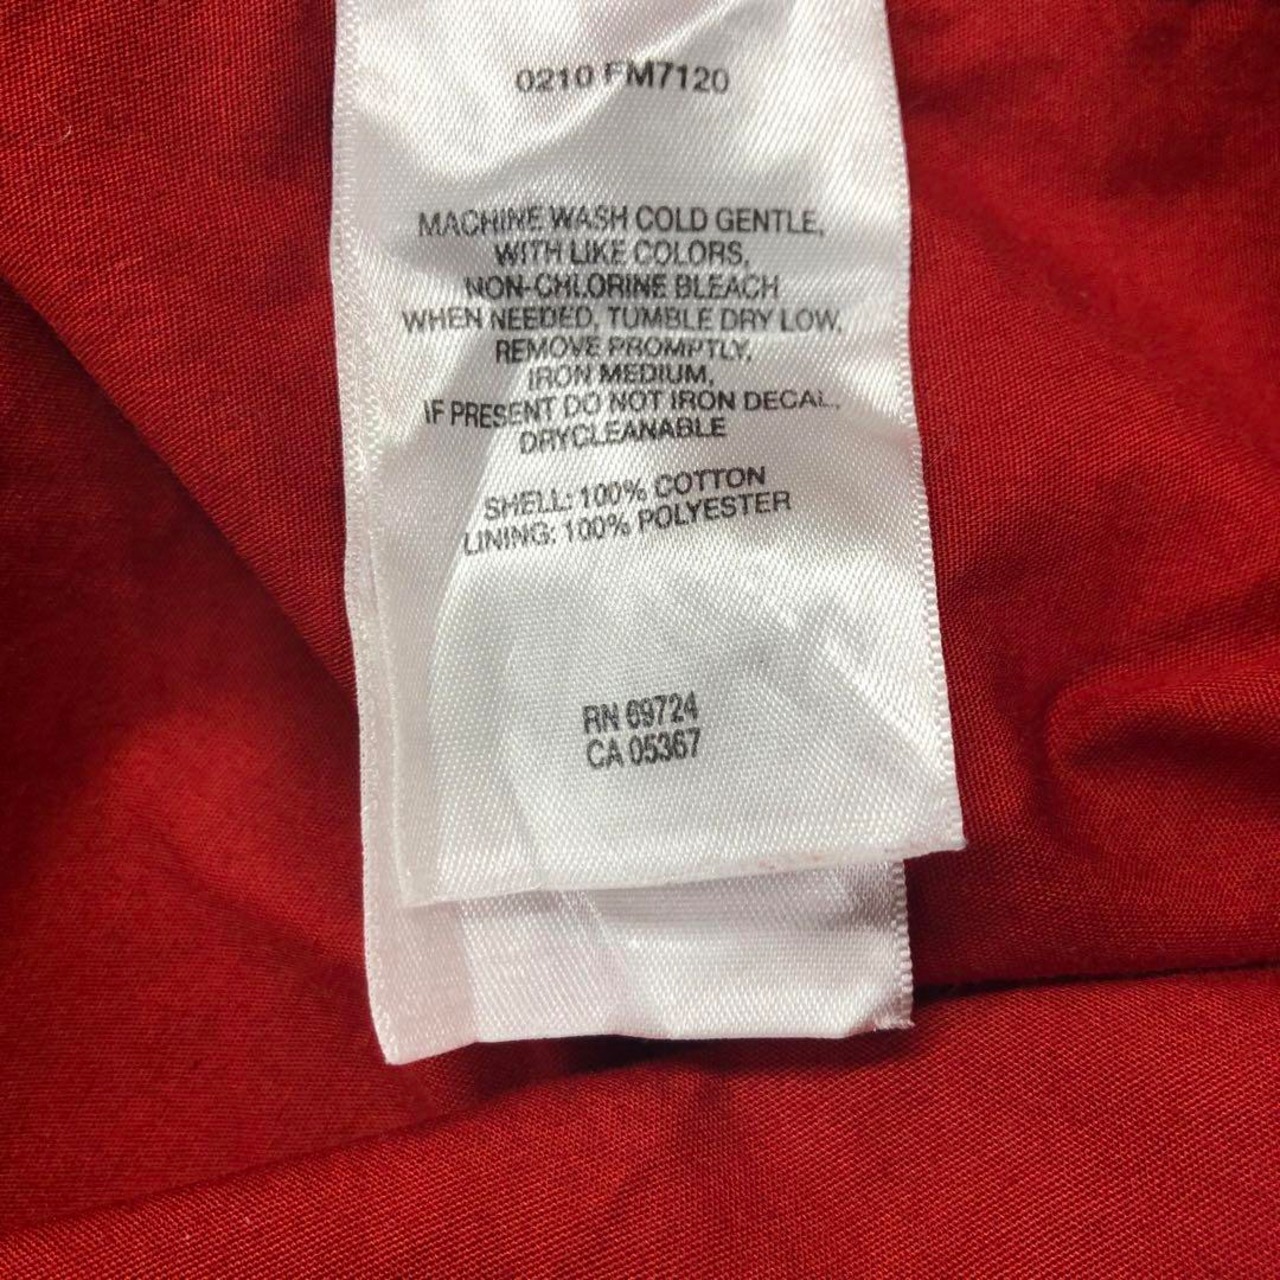 0210 FM7120
MACHINE WASH COLD GENTLE,
WITH LIKE COLORS,
NON-CHLORINE BLEACH
WHEN NEEDED, TUMBLE DRY LOW,
REMOVE PROMPTLY,
IRON MEDIUM,
IF PRESENT DO NOT IRON DECAL,
DRYCLEANABLE
SHELL: 100% COTTON
LINING: 100% POLYESTER
RN 69724
CA 05367